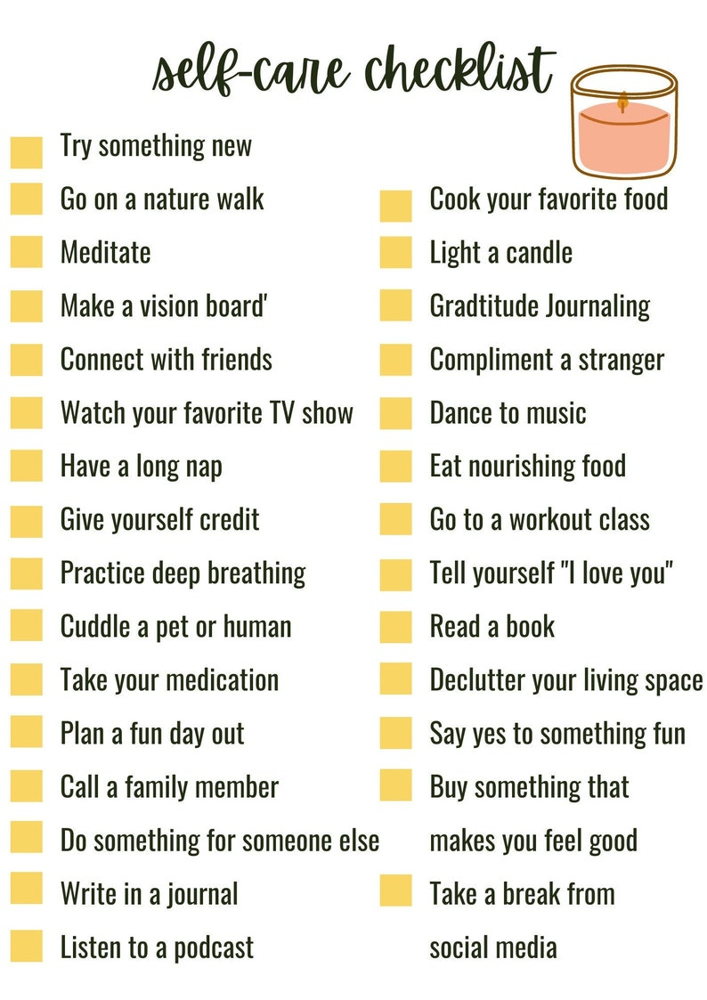 self-care checklist
Try something new
Go on a nature walk
Meditate
Make a vision board'
Connect with friends
Watch your favorite TV show
Have a long nap
Give yourself credit
Practice deep breathing
Cuddle a pet or human
Take your medication
Plan a fun day out
Call a family member
Do something for someone else
Write in a journal
Listen to a podcast
Cook your favorite food
Light a candle
Gradtitude Journaling
Compliment a stranger
Dance to music
Eat nourishing food
Go to a workout class
Tell yourself "I love you"
Read a book
Declutter your living space
Say yes to something fun
Buy something that
makes you feel good
Take a break from
social media